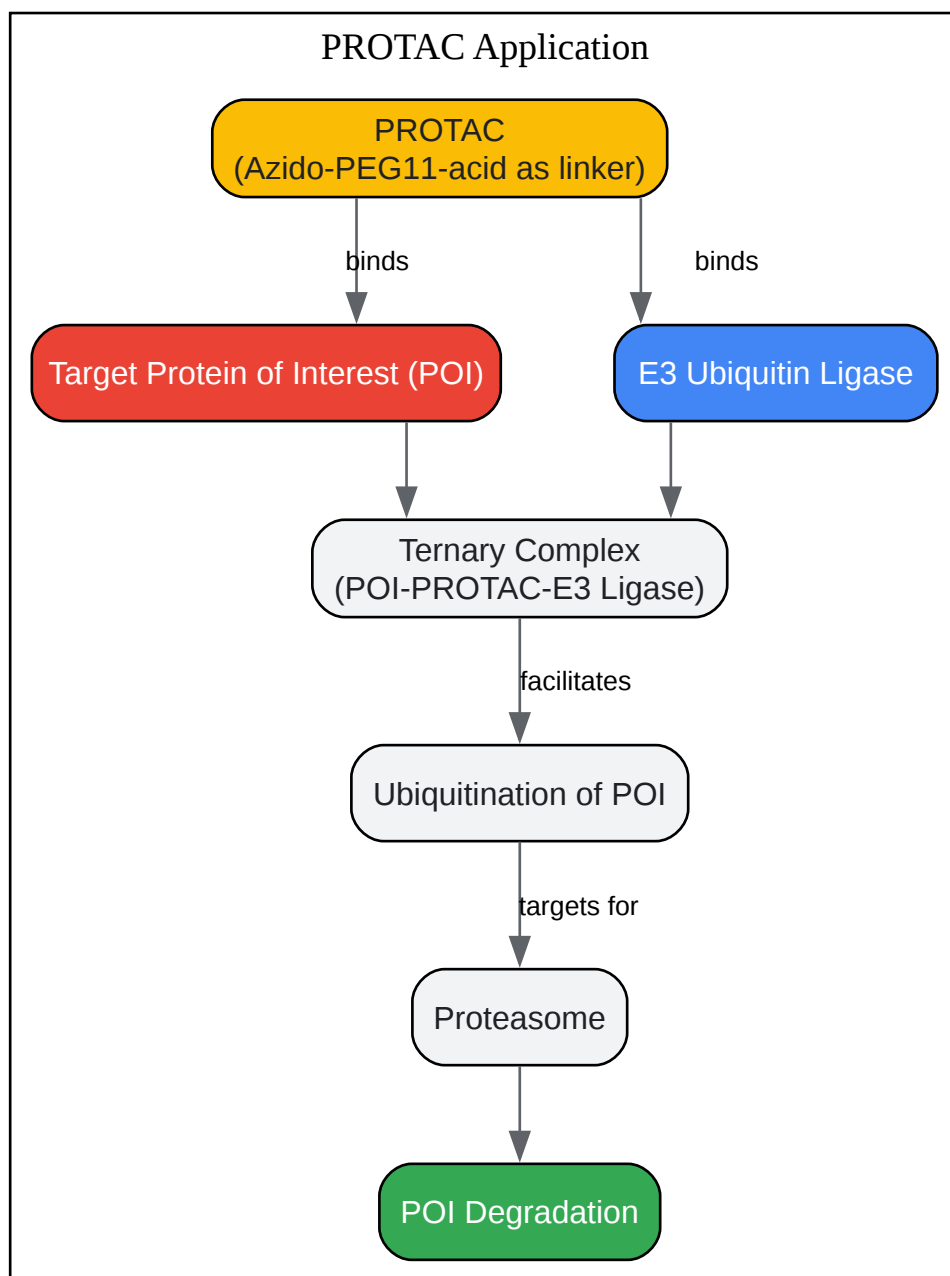 PROTAC Application
PROTAC
(Azido-PEG11-acid as linker)
binds
binds
Target Protein of Interest (POI)
E3 Ubiquitin Ligase
Ternary Complex
(POI-PROTAC-E3 Ligase)
facilitates
Ubiquitination of POI
targets for
Proteasome
POI Degradation